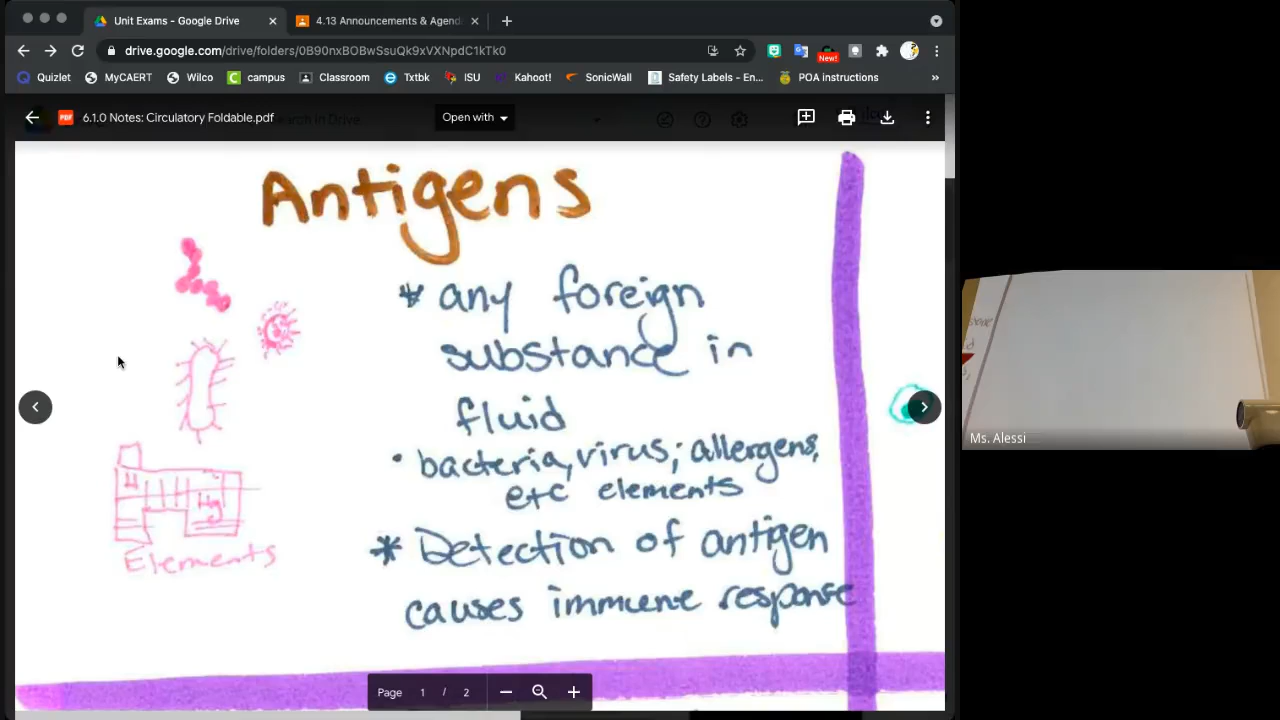 Unit Exams - Google Drive
4.13 Announcements & Agend
drive.google.com/drive/folders/0B90nxBOBwSsuQk9xVXNpdC1kTk0
New!
Quizlet MyCERT Wilco campus Classroom Txtbk ISU Kahoot! SonicWall Safety Labels - En... POA instructions »
6.1.0 Notes: Circulatory Foldable.pdf
Open with
Antigens
* any foreign
substance in
fluid
• bacteria, virus; allergens,
etc elements
* Detection of antigen
causes immune response
Hg
Elements
Page 1 / 2
Ms. Alessi